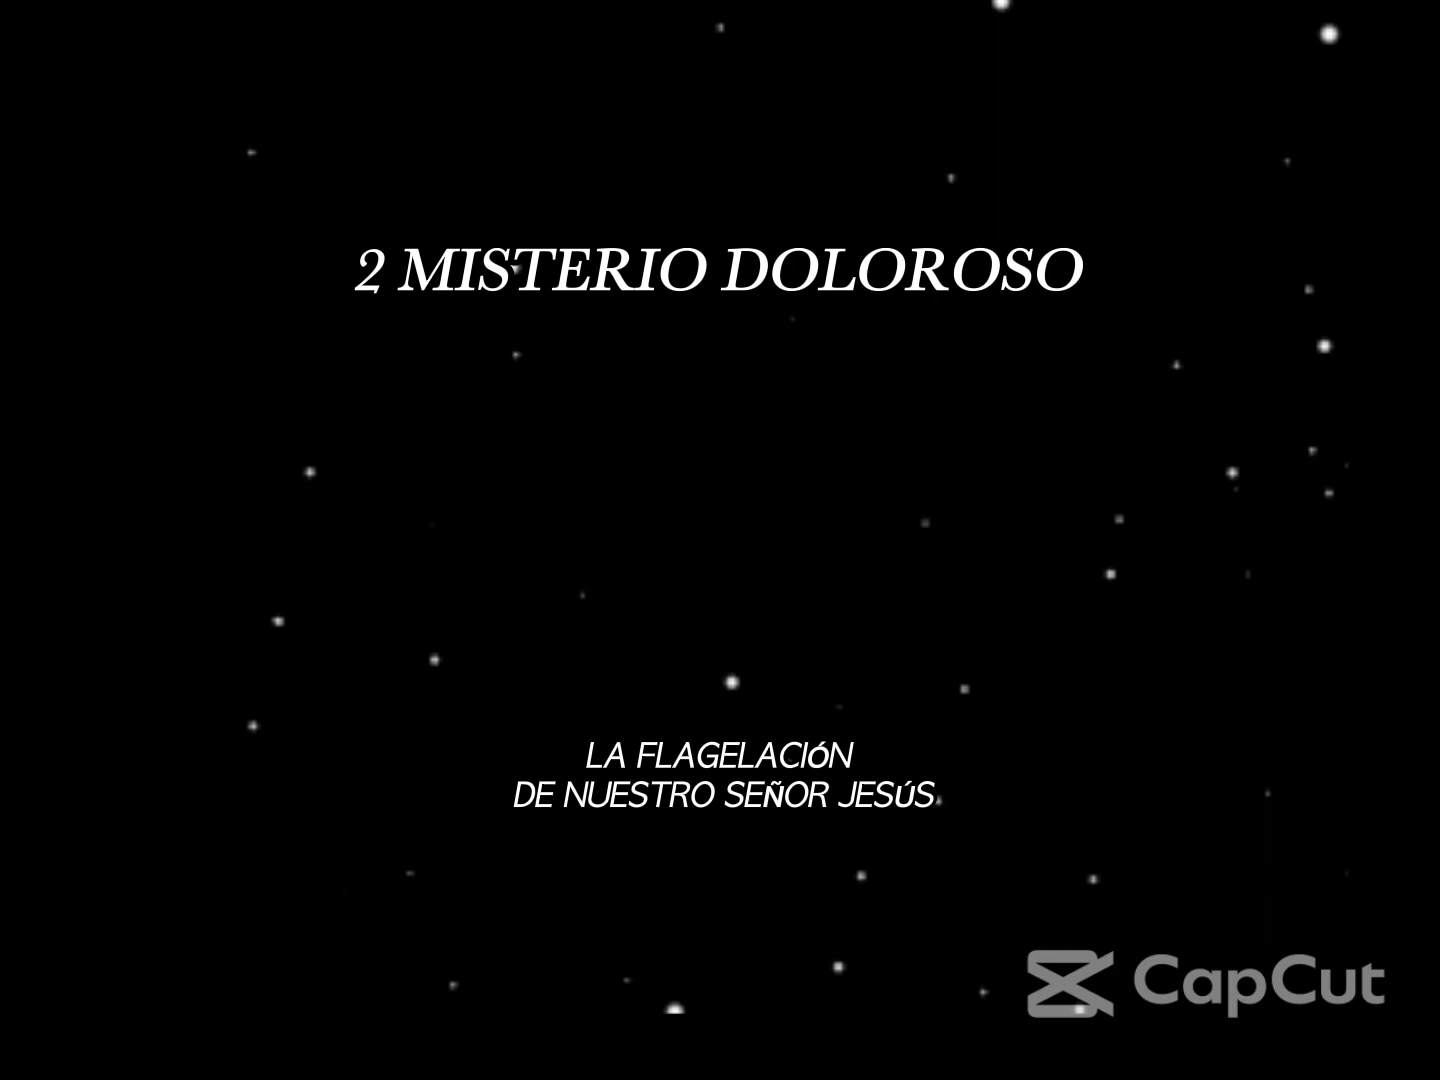 2 MISTERIO DOLOROSO
LA FLAGELACIÓN
DE NUESTRO SEÑOR JESÚS
CapCut